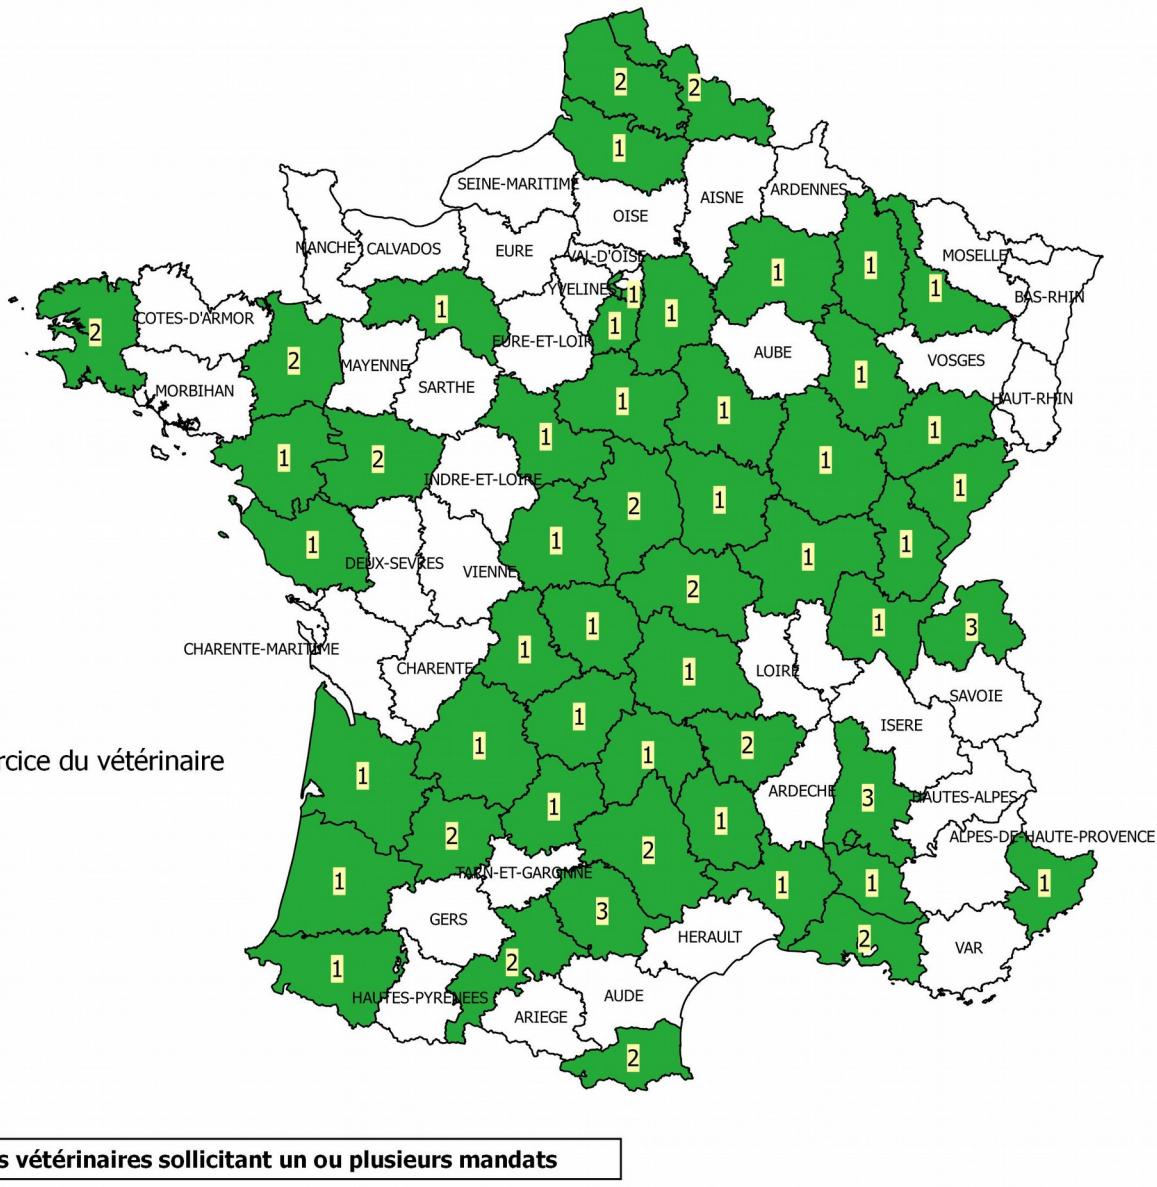 2
2
1
SEINE-MARITIME
OISE
AISNE
ARDENNES
MANCHE
CALVADOS
EURE
VAL-D'OISE
YVELINES
1
1
1
1
1
1
MOSELLE
BAS-RHIN
2
COTES-D'ARMOR
1
EURE-ET-LOIR
MORBIHAN
2
MAYENNE
SARTHE
AUBE
1
VOSGES
HAUT-RHIN
1
1
1
1
1
1
2
INDRE-ET-LOIRE
1
2
1
1
1
1
1
DEUX-SEVRES
VIENNE
2
CHARENTE-MARITIME
CHARENTE
1
1
1
LOIRE
1
3
SAVOIE
ISERE
1
1
1
2
rcice du vétérinaire
1
2
1
2
1
ARDECHE
3
HAUTES-ALPES
ALPES-DE-HAUTE-PROVENCE
1
TARN-ET-GARONNE
1
1
1
GERS
3
HERAULT
2
VAR
1
HAUTES-PYRENEES
2
ARIEGE
AUDE
2
s vétérinaires sollicitant un ou plusieurs mandats